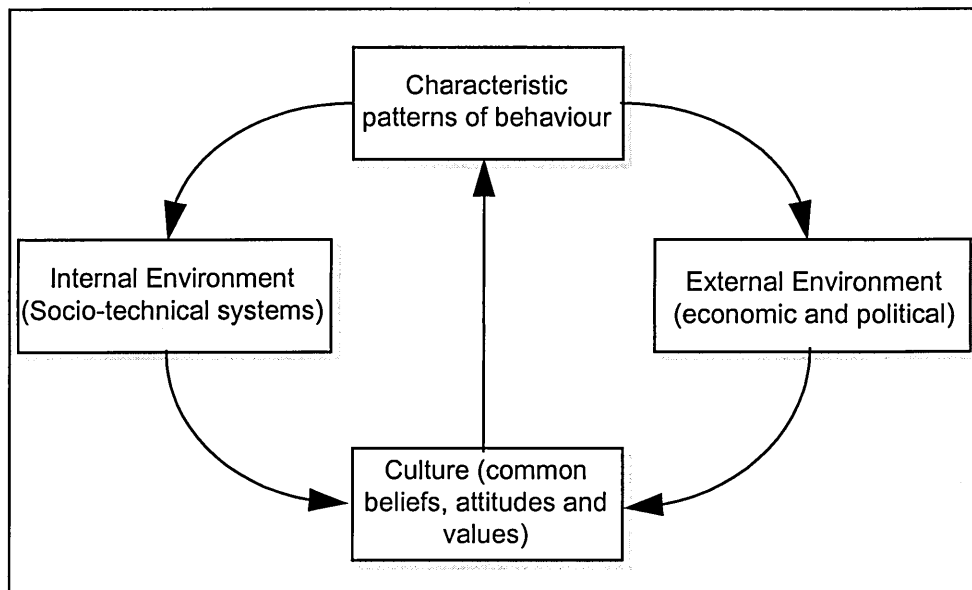 Characteristic
patterns of behaviour
Internal Environment
(Socio-technical systems)
External Environment
(economic and political)
Culture (common
beliefs, attitudes and
values)